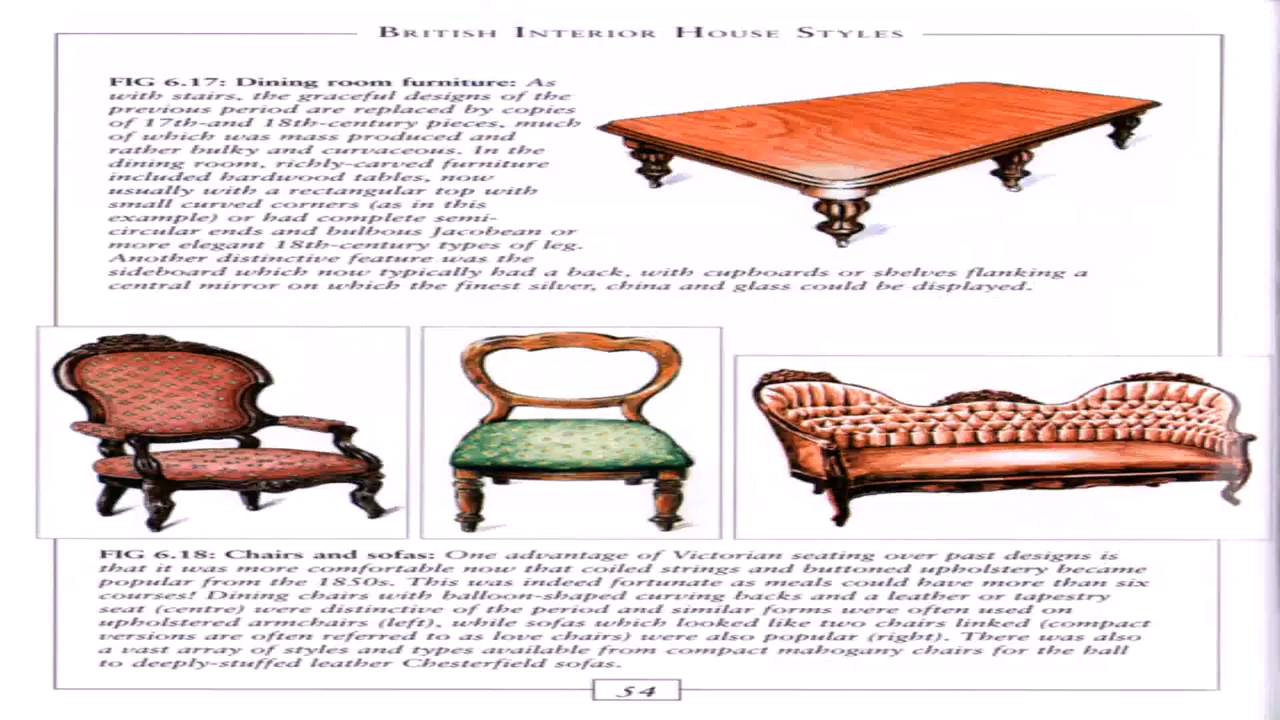 BRITISH INTERIOR HOUSE STYLES
FIG 6.17: Dining room furniture: As
with stairs, the graceful designs of the
previous period are replaced by copies
of 17th-and 18th-century pieces, much
of which was mass produced and
rather bulky and curvaceous. In the
dining room, richly-carved furniture
included hardwood tables, now
usually with a rectangular top with
small curved corners (as in this
example) or had complete semi-
circular ends and bulbous Jacobean or
more elegant 18th-century types of leg.
Another distinctive feature was the
sideboard which now typically had a back, with cupboards or shelves flanking a
central mirror on which the finest silver, china and glass could be displayed.
FIG 6.18: Chairs and sofas: One advantage of Victorian seating over past designs is
that it was more comfortable now that coiled strings and buttoned upholstery became
popular from the 1850s. This was indeed fortunate as meals could have more than six
courses! Dining chairs with balloon-shaped curving backs and a leather or tapestry
seat (centre) were distinctive of the period and similar forms were often used on
upholstered armchairs (left), while sofas which looked like two chairs linked (compact
versions are often referred to as love chairs) were also popular (right). There was also
a vast array of styles and types available from compact mahogany chairs for the hall
to deeply-stuffed leather Chesterfield sofas.
54